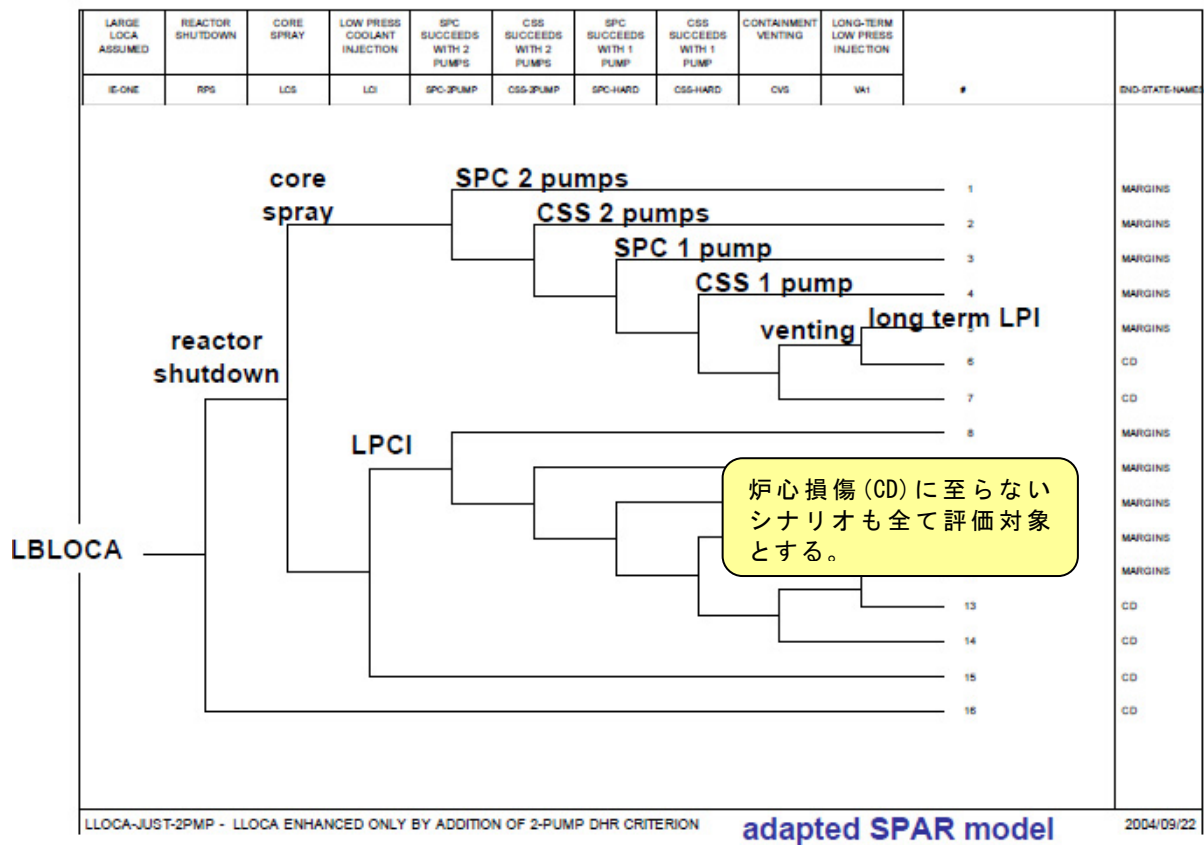 LARGE
LOCA
ASSUMED
REACTOR
SHUTDOWN
CORE
SPRAY
LOW PRESS
COOLANT
INJECTION
SPC
SUCCEEDS
WITH 2
PUMPS
CSS
SUCCEEDS
WITH 2
PUMPS
SPC
SUCCEEDS
WITH 1
PUMP
CSS
SUCCEEDS
WITH 1
PUMP
CONTAINMENT
VENTING
LONG-TERM
LOW PRESS
INJECTION
IE-ONE
RPS
LCS
LCI
SPC-2PUMP
CSS-2PUMP
SPC-HARD
CSS-HARD
CVS
VA1
#
END-STATE-NAMES
core
spray
SPC 2 pumps
1
MARGINS
CSS 2 pumps
2
MARGINS
SPC 1 pump
3
MARGINS
CSS 1 pump
4
MARGINS
venting
long term LPI
MARGINS
reactor
shutdown
6
CD
7
CD
LPCI
8
MARGINS
MARGINS
MARGINS
MARGINS
MARGINS
炉心損傷(CD)に至らない
シナリオも全て評価対象
とする。
LBLOCA
13
CD
14
CD
15
CD
16
CD
LLOCA-JUST-2PMP - LLOCA ENHANCED ONLY BY ADDITION OF 2-PUMP DHR CRITERION
adapted SPAR model
2004/09/22